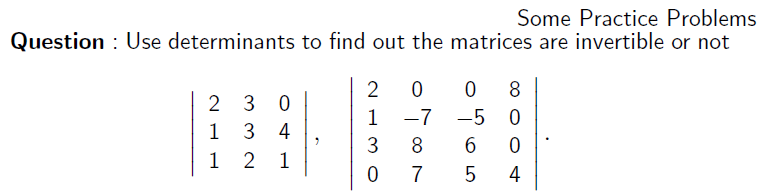 Some Practice Problems
Question : Use determinants to find out the matrices are invertible or not
| 2 3 0 |
| 1 3 4 |
| 1 2 1 | ,
| 2 0 0 8 |
| 1 −7 −5 0 |
| 3 8 6 0 |
| 0 7 5 4 | .